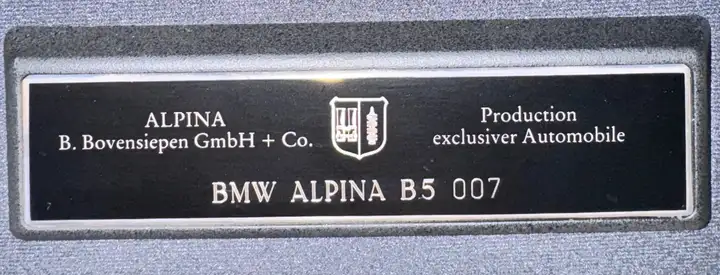 ALPINA
B. Bovensiepen GmbH + Co.
Production
exclusiver Automobile
BMW ALPINA B5 007